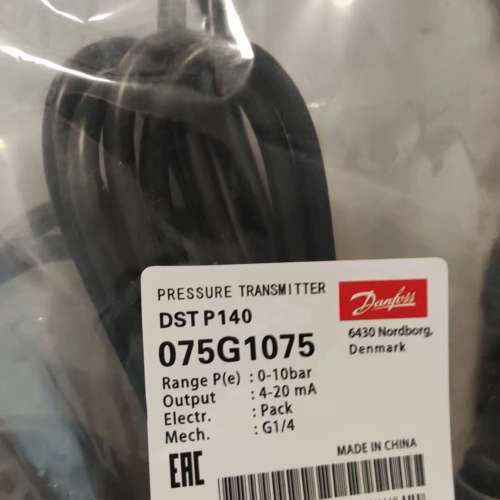 PRESSURE TRANSMITTER
DST P140
075G1075
Range P(e) : 0-10bar
Output : 4-20 mA
Electr. : Pack
Mech. : G1/4
Danfoss
6430 Nordborg,
Denmark
MADE IN CHINA
EAC